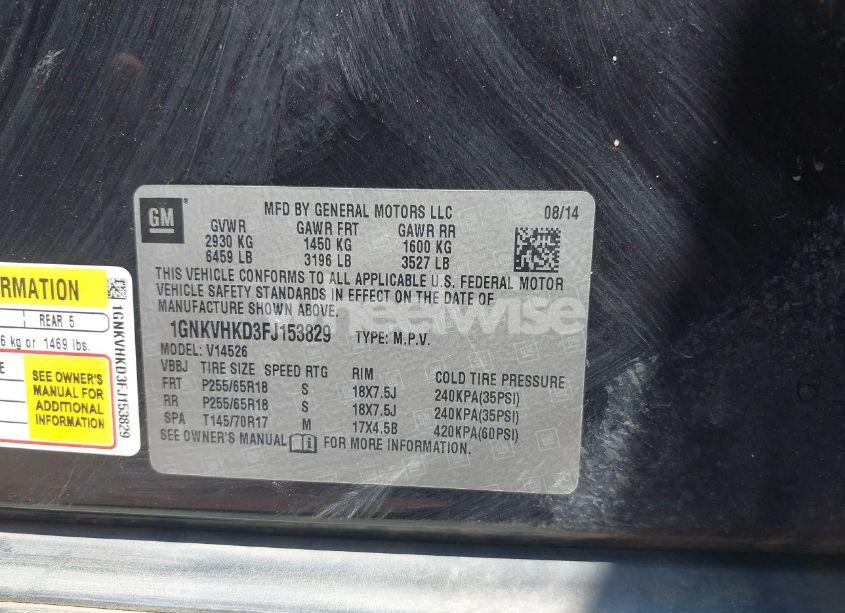 GM
MFD BY GENERAL MOTORS LLC 08/14
GVWR GAWR FRT GAWR RR
2930 KG 1450 KG 1600 KG
6459 LB 3196 LB 3527 LB
THIS VEHICLE CONFORMS TO ALL APPLICABLE U.S. FEDERAL MOTOR
VEHICLE SAFETY STANDARDS IN EFFECT ON THE DATE OF
MANUFACTURE SHOWN ABOVE.
1GNKVHKD3FJ153829 TYPE: M.P.V.
MODEL: V14526
VBBJ TIRE SIZE SPEED RTG RIM COLD TIRE PRESSURE
FRT P255/65R18 S 18X7.5J 240KPA(35PSI)
RR P255/65R18 S 18X7.5J 240KPA(35PSI)
SPA T145/70R17 M 17X4.5B 420KPA(60PSI)
SEE OWNER'S MANUAL i FOR MORE INFORMATION.
REAR 5
6 kg or 1469 lbs.
SEE OWNER'S
MANUAL FOR
ADDITIONAL
INFORMATION
1GNKVHKD3FJ153829